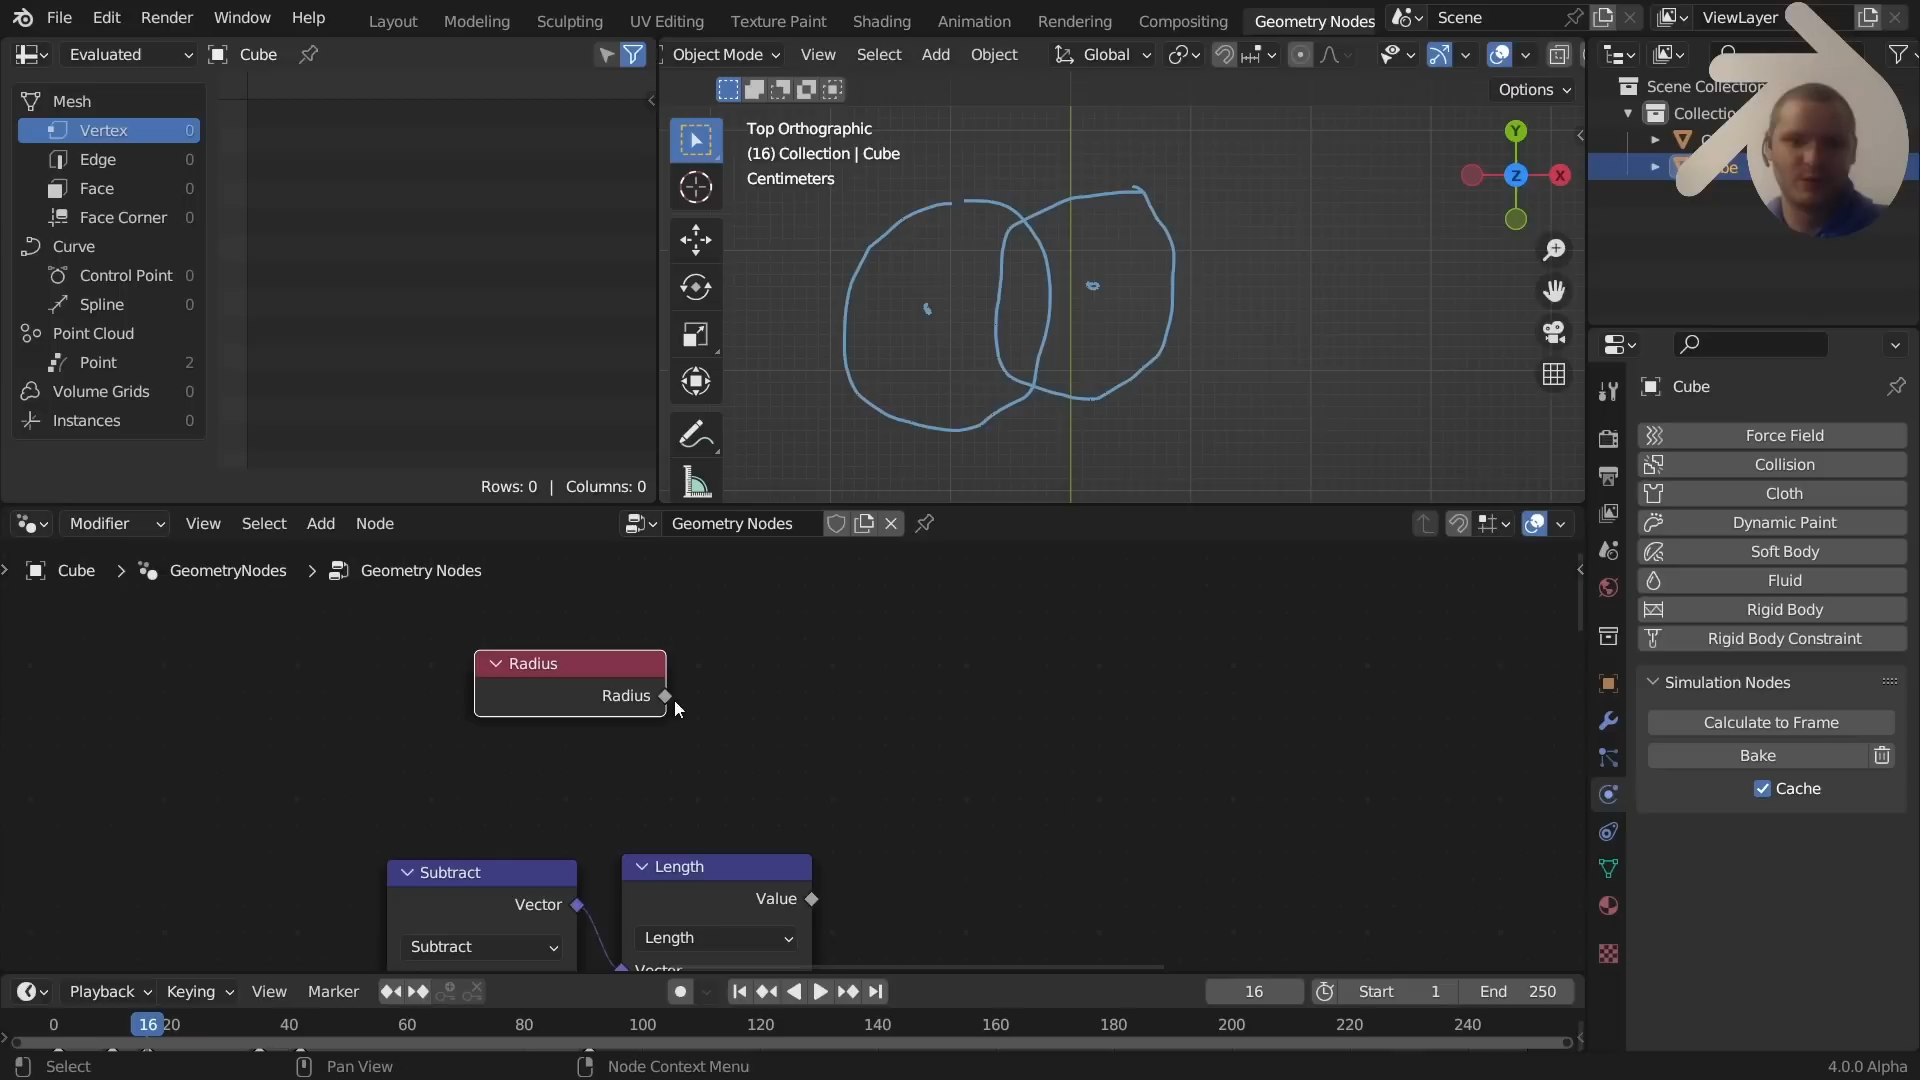 File Edit Render Window Help
Layout Modeling Sculpting UV Editing Texture Paint Shading Animation Rendering Compositing Geometry Nodes
Scene
ViewLayer
Evaluated
Cube
Object Mode View Select Add Object
Global
Options
Mesh
Vertex 0
Edge 0
Face 0
Face Corner 0
Curve
Control Point 0
Spline 0
Point Cloud
Point 2
Volume Grids 0
Instances 0
Rows: 0 | Columns: 0
Top Orthographic
(16) Collection | Cube
Centimeters
Y
Z
X
Scene Collection
Cube
Force Field
Collision
Cloth
Dynamic Paint
Soft Body
Fluid
Rigid Body
Rigid Body Constraint
Simulation Nodes
Calculate to Frame
Bake
Cache
Modifier View Select Add Node
Geometry Nodes
Cube > GeometryNodes > Geometry Nodes
Radius
Radius
Subtract
Vector
Subtract
Length
Value
Length
Vector
Playback Keying View Marker
16 Start 1 End 250
0 16 20 40 60 80 100 120 140 160 180 200 220 240
Select Pan View Node Context Menu
4.0.0 Alpha